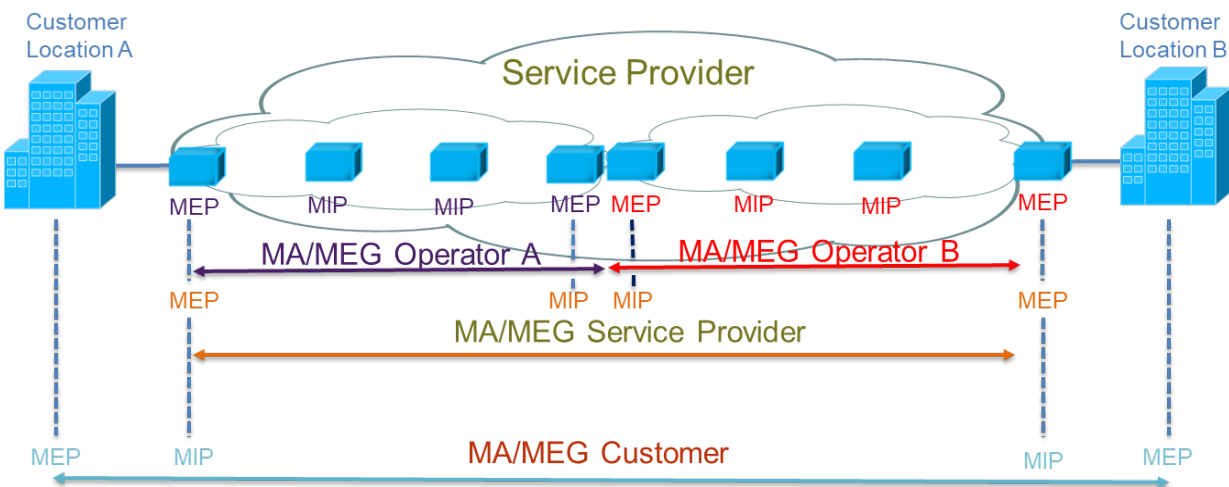 Customer
Location A
Service Provider
Customer
Location B
MEP
MIP
MIP
MEP
MEP
MIP
MIP
MEP
MA/MEG Operator A
MA/MEG Operator B
MEP
MIP
MIP
MEP
MA/MEG Service Provider
MEP
MIP
MA/MEG Customer
MIP
MEP